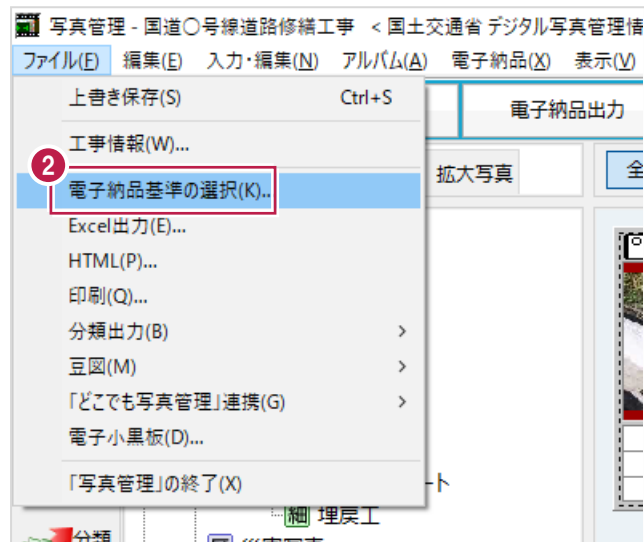 写真管理 - 国道〇号線道路修繕工事 < 国土交通省 デジタル写真管理情
ファイル(F) 編集(E) 入力・編集(N) アルバム(A) 電子納品(X) 表示(V)
上書き保存(S) Ctrl+S
電子納品出力
工事情報(W)...
2
電子納品基準の選択(K)...
拡大写真
全
Excel出力(E)...
HTML(P)...
印刷(Q)...
分類出力(B) >
豆図(M) >
「どこでも写真管理」連携(G) >
電子小黒板(D)...
「写真管理」の終了(X)
ート
細 埋戻工
分類